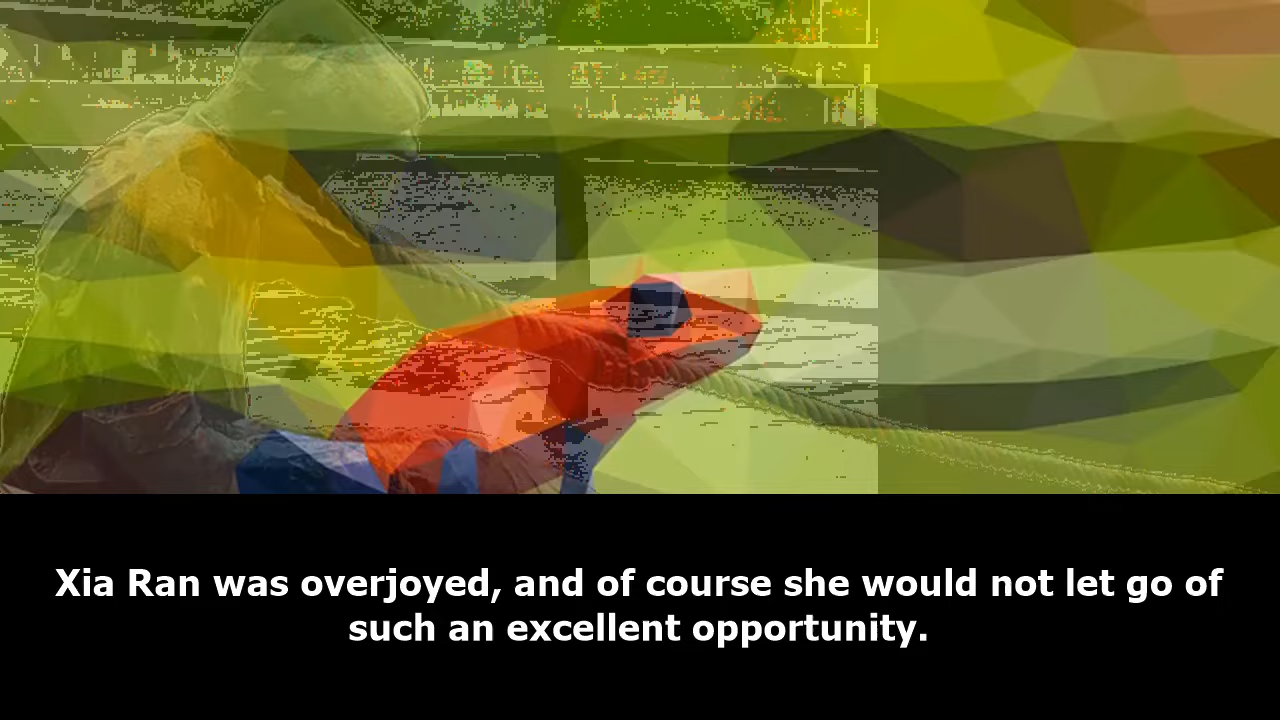 Xia Ran was overjoyed, and of course she would not let go of
such an excellent opportunity.